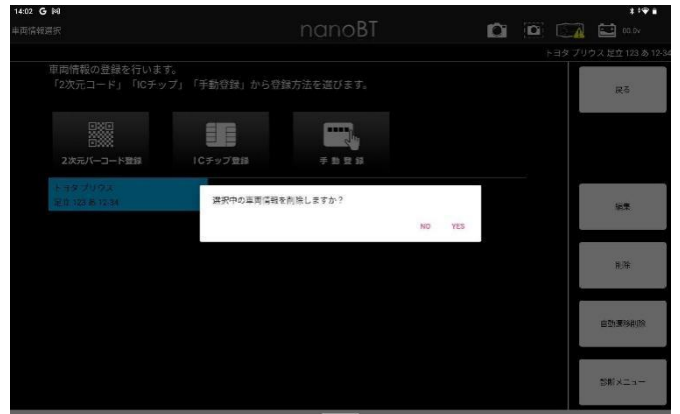 14:02 G
車両情報選択
nanoBT
00.0v
トヨタ プリウス 足立 123 あ 12-34
車両情報の登録を行います。
「2次元コード」「ICチップ」「手動登録」から登録方法を選びます。
戻る
2次元バーコード登録
ICチップ登録
手動登録
トヨタ プリウス
足立 123 あ 12-34
選択中の車両情報を削除しますか？
NO
YES
編集
削除
自動選択削除
診断メニュー